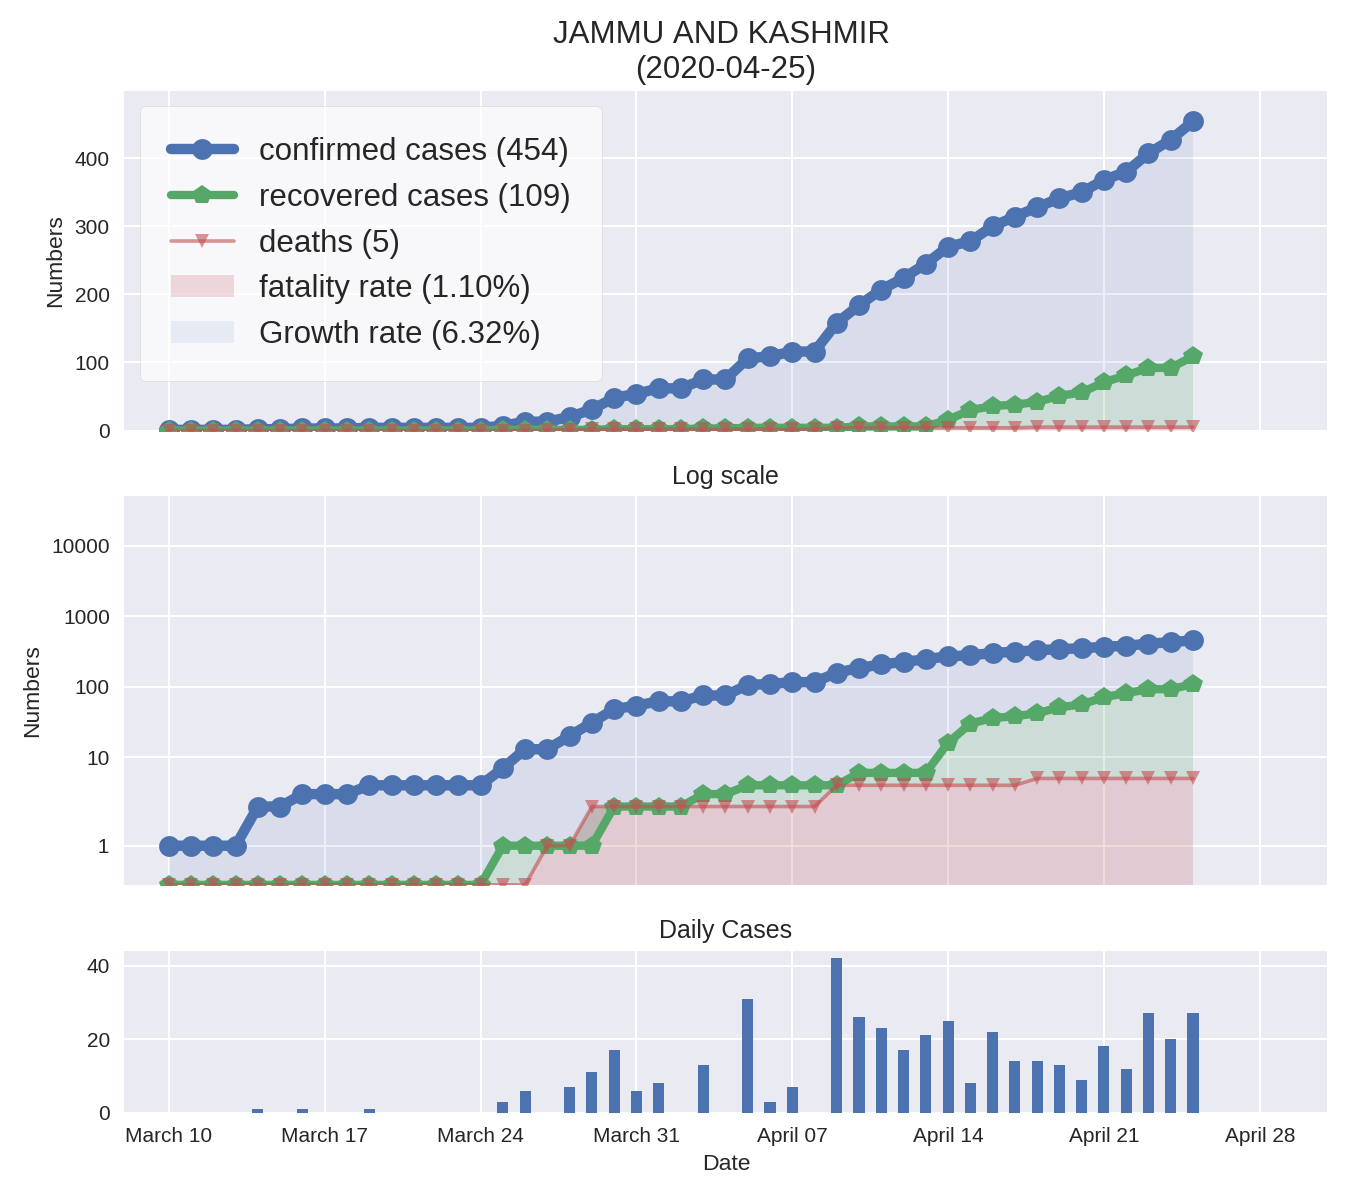 JAMMU AND KASHMIR
(2020-04-25)
confirmed cases (454)
recovered cases (109)
deaths (5)
fatality rate (1.10%)
Growth rate (6.32%)
Numbers
400
300
200
100
0
Log scale
Numbers
10000
1000
100
10
1
Daily Cases
40
20
0
March 10 March 17 March 24 March 31 April 07 April 14 April 21 April 28
Date